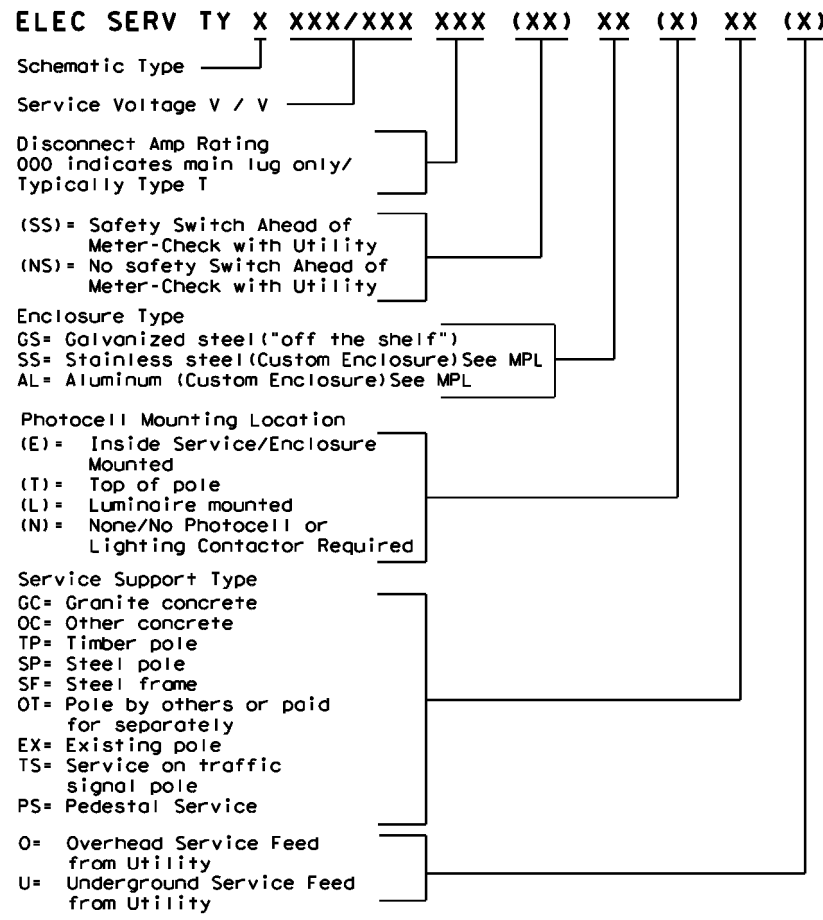 ELEC SERV TY X XXX/XXX XXX (XX) XX (X) XX (X)
Schematic Type
Service Voltage V / V
Disconnect Amp Rating
000 indicates main lug only/
Typically Type T
(SS)= Safety Switch Ahead of
Meter-Check with Utility
(NS)= No safety Switch Ahead of
Meter-Check with Utility
Enclosure Type
GS= Galvanized steel("off the shelf")
SS= Stainless steel(Custom Enclosure)See MPL
AL= Aluminum (Custom Enclosure)See MPL
Photocell Mounting Location
(E)= Inside Service/Enclosure
Mounted
(T)= Top of pole
(L)= Luminaire mounted
(N)= None/No Photocell or
Lighting Contactor Required
Service Support Type
GC= Granite concrete
OC= Other concrete
TP= Timber pole
SP= Steel pole
SF= Steel frame
OT= Pole by others or paid
for separately
EX= Existing pole
TS= Service on traffic
signal pole
PS= Pedestal Service
O= Overhead Service Feed
from Utility
U= Underground Service Feed
from Utility